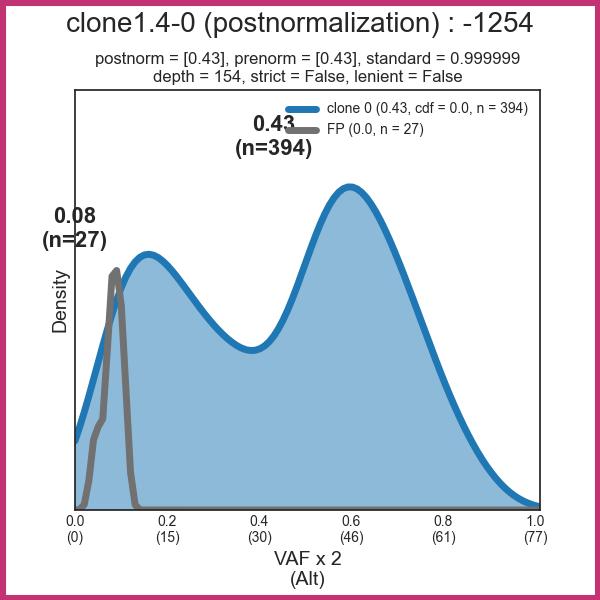 clone1.4-0 (postnormalization) : -1254
postnorm = [0.43], prenorm = [0.43], standard = 0.999999
depth = 154, strict = False, lenient = False
clone 0 (0.43, cdf = 0.0, n = 394)
FP (0.0, n = 27)
0.43
(n=394)
0.08
(n=27)
Density
0.0 0.2 0.4 0.6 0.8 1.0
(0) (15) (30) (46) (61) (77)
VAF x 2
(Alt)